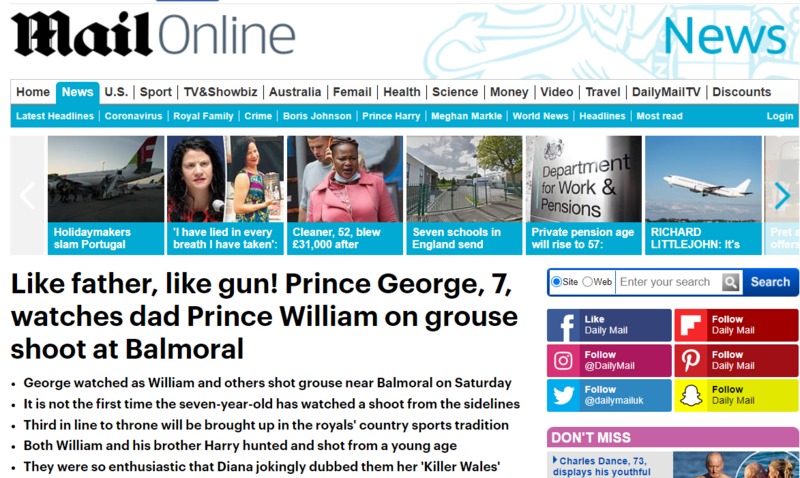 Mail Online
News
Home News U.S. Sport TV&Showbiz Australia Femail Health Science Money Video Travel DailyMailTV Discounts
Latest Headlines Coronavirus Royal Family Crime Boris Johnson Prince Harry Meghan Markle World News Headlines Most read Login
Department
for Work &
Pensions
Holidaymakers
slam Portugal
'I have lied in every
breath I have taken':
Cleaner, 52, blew
£31,000 after
Seven schools in
England send
Private pension age
will rise to 57:
RICHARD
LITTLEJOHN: It's
Pret a
offers
Like father, like gun! Prince George, 7,
watches dad Prince William on grouse
shoot at Balmoral
• George watched as William and others shot grouse near Balmoral on Saturday
• It is not the first time the seven-year-old has watched a shoot from the sidelines
• Third in line to throne will be brought up in the royals' country sports tradition
• Both William and his brother Harry hunted and shot from a young age
• They were so enthusiastic that Diana jokingly dubbed them her 'Killer Wales'
Site Web Enter your search Search
Like
Daily Mail
Follow
Daily Mail
Follow
@DailyMail
Follow
Daily Mail
Follow
@dailymailuk
Follow
Daily Mail
DON'T MISS
Charles Dance, 73,
displays his youthful